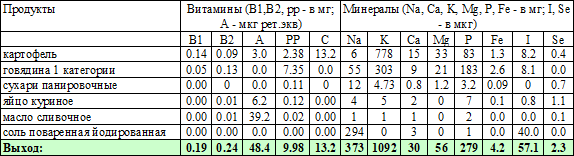 Продукты Витамины (B1,B2, pp - в мг; Минералы (Na, Ca, K, Mg, P, Fe - в мг; I, Se
A - мкг рет.экв) - в мкг)
B1 B2 A PP C Na K Ca Mg P Fe I Se
картофель 0.14 0.09 3.0 2.38 13.2 6 778 15 33 83 1.3 8.2 0.4
говядина 1 категории 0.05 0.13 0.0 7.35 0.0 55 303 9 21 183 2.6 8.1 0.0
сухари панировочные 0.00 0 0 0.11 0 12 4.73 0.8 1.2 3.2 0.09 0 0.7
яйцо куриное 0.00 0.01 6.2 0.12 0.00 4 5 2 0 7 0.1 0.8 1.1
масло сливочное 0.00 0.01 39.2 0.02 0.0 1 1 1 0 2 0.0 0.0 0.1
соль поваренная йодированная 0.00 0.00 0.0 0.00 0.0 294 0 3 0 1 0.0 40.0 0.0
Выход: 0.19 0.24 48.4 9.98 13.2 373 1092 30 56 279 4.2 57.1 2.3